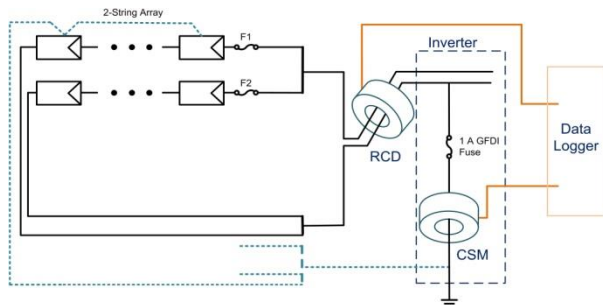 2-String Array
F1
F2
Inverter
RCD
1 A GFDI
Fuse
CSM
Data
Logger